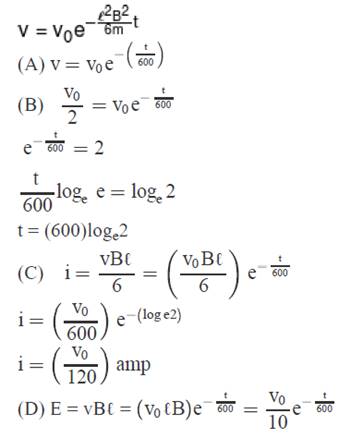 v = v₀e^(-ℓ²B²/6m t)
(A) v = v₀e^-(t/600)
(B) v₀/2 = v₀e^(-t/600)
e^(-t/600) = 2
t/600 logₑ e = logₑ 2
t = (600)logₑ2
(C) i = vBℓ/6 = (v₀Bℓ/6) e^(-t/600)
i = (v₀/600) e^-(log e2)
i = (v₀/120) amp
(D) E = vBℓ = (v₀ℓB)e^(-t/600) = v₀/10 e^(-t/600)